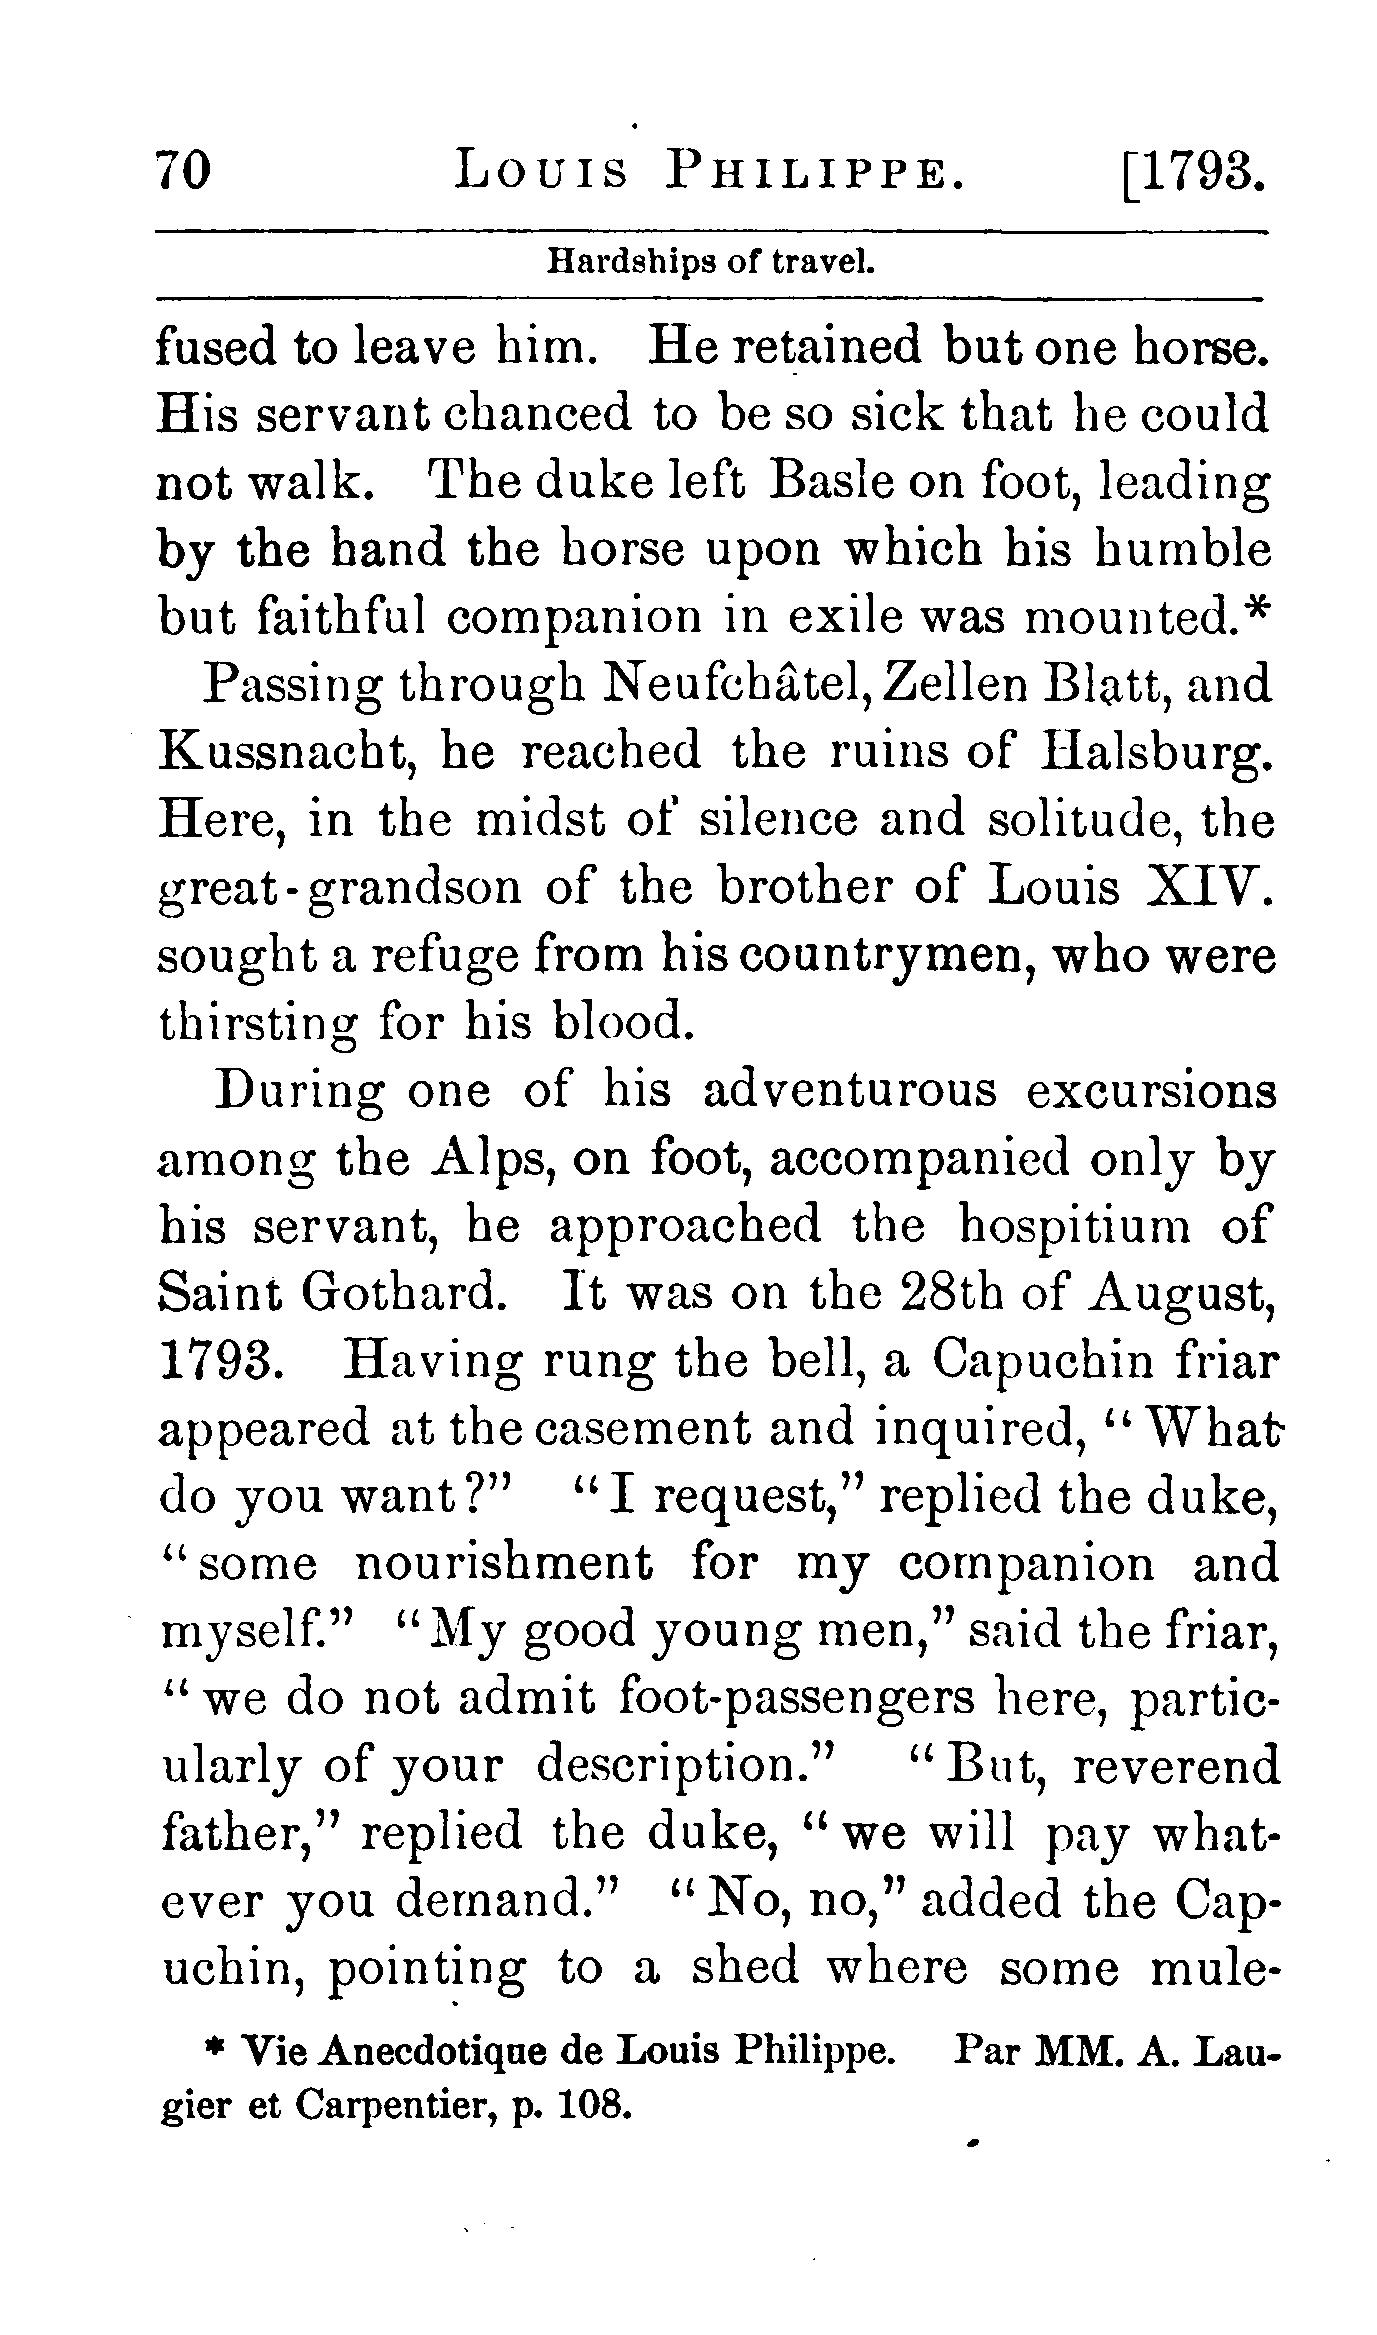 70 LOUIS PHILIPPE. [1793.
Hardships of travel.
fused to leave him. He retained but one horse.
His servant chanced to be so sick that he could
not walk. The duke left Basle on foot, leading
by the hand the horse upon which his humble
but faithful companion in exile was mounted.*
Passing through Neufchâtel, Zellen Blatt, and
Kussnacht, he reached the ruins of Halsburg.
Here, in the midst of silence and solitude, the
great-grandson of the brother of Louis XIV.
sought a refuge from his countrymen, who were
thirsting for his blood.
During one of his adventurous excursions
among the Alps, on foot, accompanied only by
his servant, he approached the hospitium of
Saint Gothard. It was on the 28th of August,
1793. Having rung the bell, a Capuchin friar
appeared at the casement and inquired, "What
do you want?" "I request," replied the duke,
"some nourishment for my companion and
myself." "My good young men," said the friar,
"we do not admit foot-passengers here, partic-
ularly of your description." "But, reverend
father," replied the duke, "we will pay what-
ever you demand." "No, no," added the Cap-
uchin, pointing to a shed where some mule-
* Vie Anecdotique de Louis Philippe. Par MM. A. Lau-
gier et Carpentier, p. 108.